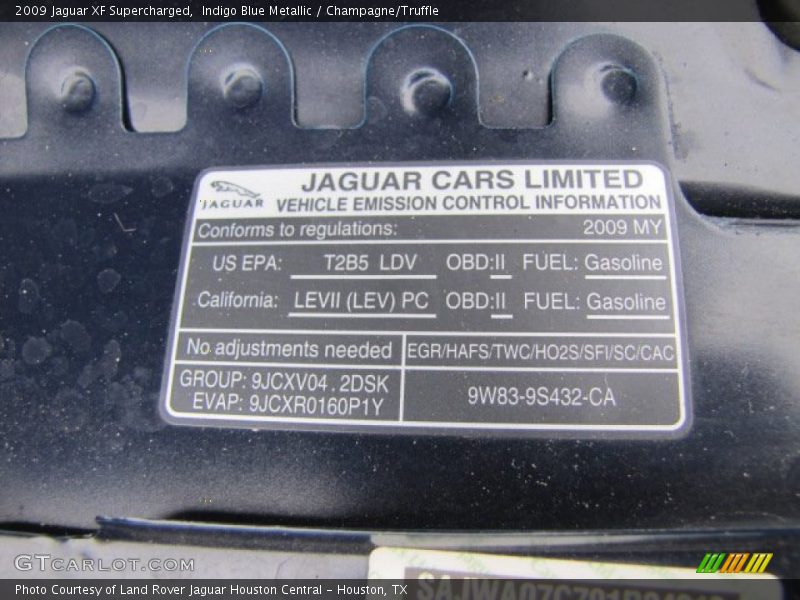 2009 Jaguar XF Supercharged,  Indigo Blue Metallic / Champagne/Truffle
JAGUAR CARS LIMITED
JAGUAR VEHICLE EMISSION CONTROL INFORMATION
Conforms to regulations: 2009 MY
US EPA: T2B5 LDV OBD:II FUEL: Gasoline
California: LEVII (LEV) PC OBD:II FUEL: Gasoline
No adjustments needed EGR/HAFS/TWC/HO2S/SFI/SC/CAC
GROUP: 9JCXV04.2DSK
EVAP: 9JCXR0160P1Y
9W83-9S432-CA
GTCarLot.com
Photo Courtesy of Land Rover Jaguar Houston Central - Houston, TX